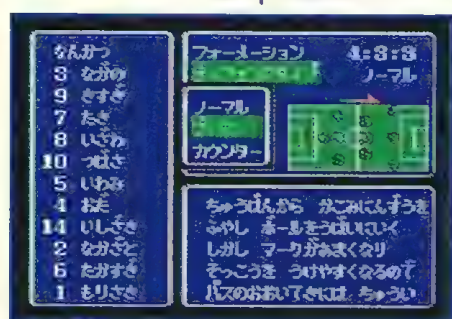 なんかつ
3 ながの
9 きすぎ
7 たき
8 いざわ
10 つばさ
5 いわみ
4 おだ
14 いしざき
2 なかざと
6 たかすぎ
1 もりさき
フォーメーション 4:3:3
ノーマル
ノーマル
カウンター
ちゅうばんから かこみにんずうを
ふやし ボールをうばいにいく
しかし マークがあまくなり
そっこうを うけやすくなるので
パスのおおいてきには ちゅうい